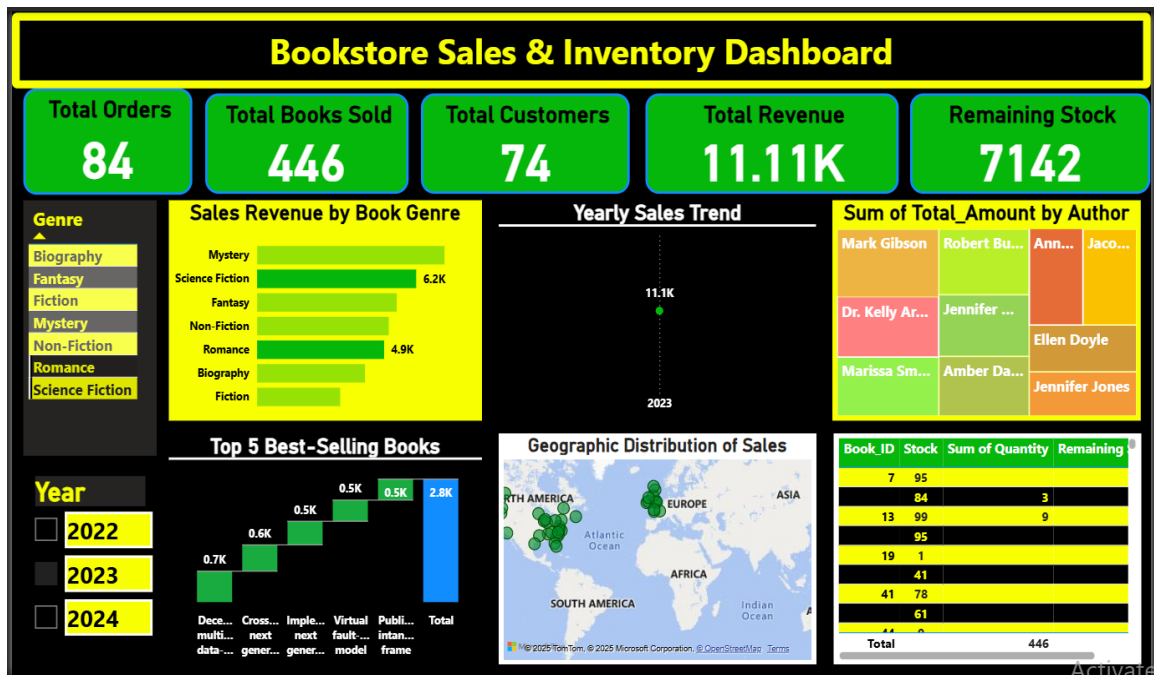 Bookstore Sales & Inventory Dashboard
Total Orders
84
Total Books Sold
446
Total Customers
74
Total Revenue
11.11K
Remaining Stock
7142
Genre
Biography
Fantasy
Fiction
Mystery
Non-Fiction
Romance
Science Fiction
Year
2022
2023
2024
Sales Revenue by Book Genre
Mystery
Science Fiction 6.2K
Fantasy
Non-Fiction
Romance 4.9K
Biography
Fiction
Yearly Sales Trend
11.1K
2023
Sum of Total_Amount by Author
Mark Gibson
Robert Bu...
Ann...
Jaco...
Dr. Kelly Ar...
Jennifer ...
Ellen Doyle
Marissa Sm...
Amber Da...
Jennifer Jones
Top 5 Best-Selling Books
0.7K
0.6K
0.5K
0.5K
0.5K
2.8K
Dece...
multi...
data-...
Cross...
next
gener...
Imple...
next
gener...
Virtual
fault-...
model
Publi...
intan...
frame
Total
Geographic Distribution of Sales
RTH AMERICA
EUROPE
ASIA
Atlantic
Ocean
AFRICA
SOUTH AMERICA
Indian
Ocean
© 2025 TomTom, © 2025 Microsoft Corporation, © OpenStreetMap Terms
Book_ID Stock Sum of Quantity Remaining
7 95
84 3
13 99 9
95
19 1
41
41 78
61
Total 446
Activate